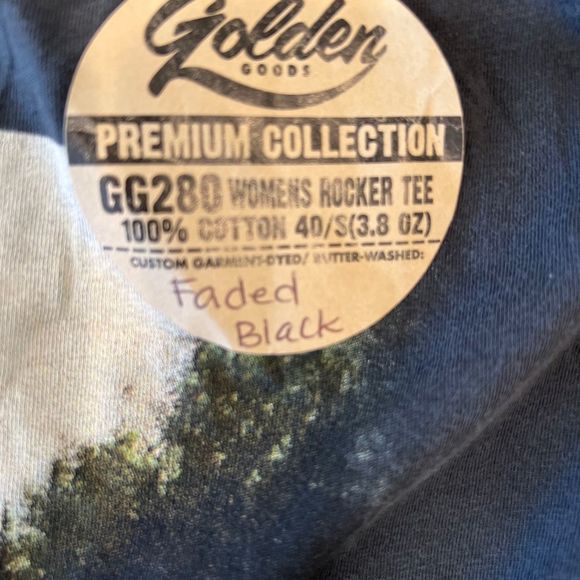 Golden
GOODS
PREMIUM COLLECTION
GG280 WOMENS ROCKER TEE
100% COTTON 40/S(3.8 OZ)
CUSTOM GARMENT-DYED/ BUTTER-WASHED:
Faded
Black